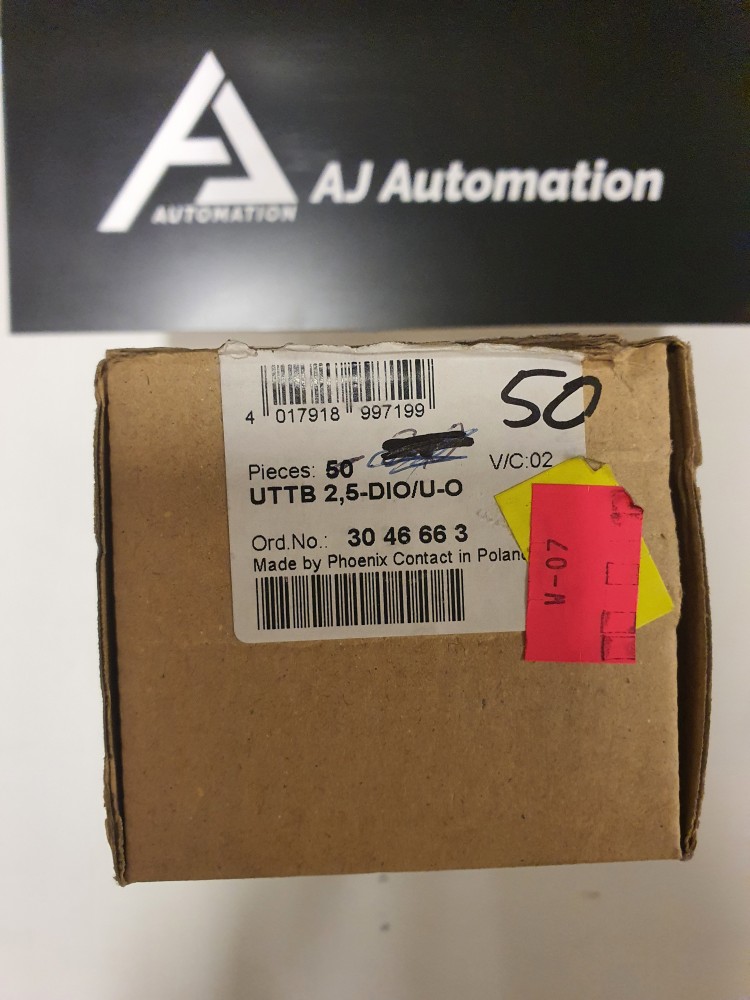 AUTOMATION
AJ Automation
4 017918 997199
50
Pieces: 50
V/C:02
UTTB 2,5-DIO/U-O
Ord.No.: 30 46 66 3
Made by Phoenix Contact in Polan
W-07